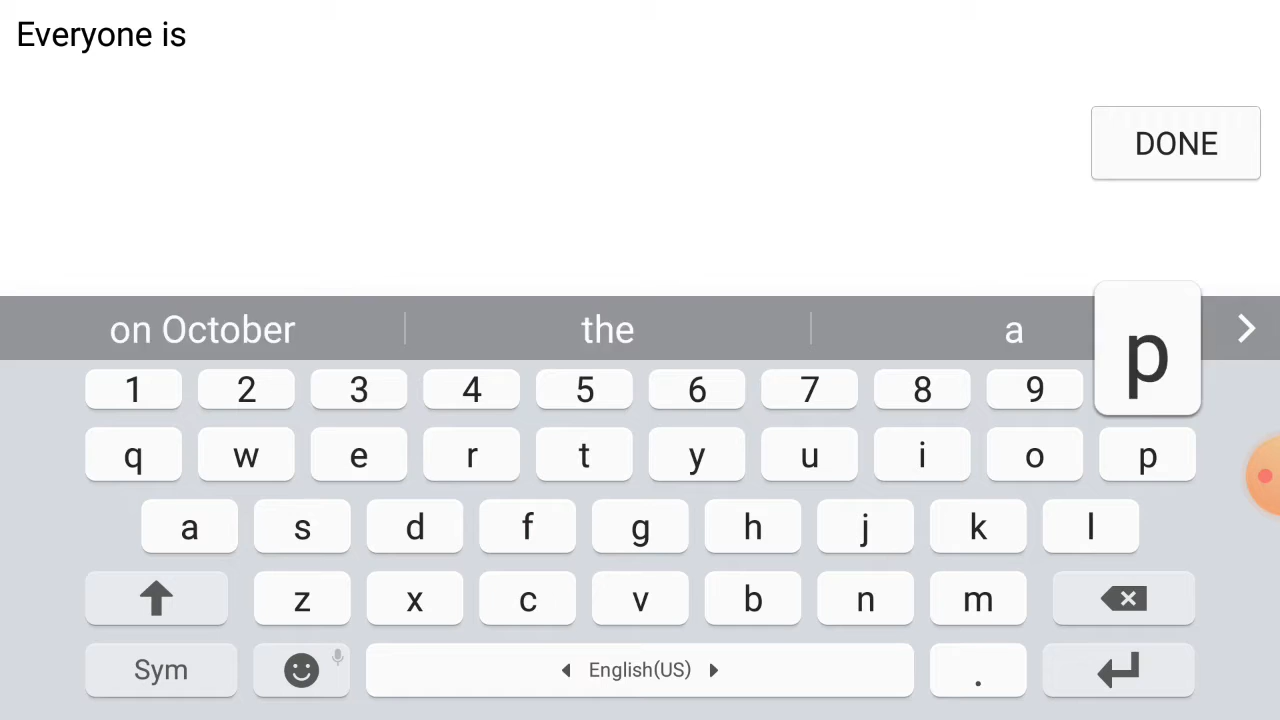 Everyone is
DONE
on October the a
p
1 2 3 4 5 6 7 8 9
q w e r t y u i o p
a s d f g h j k l
z x c v b n m
Sym English(US) .